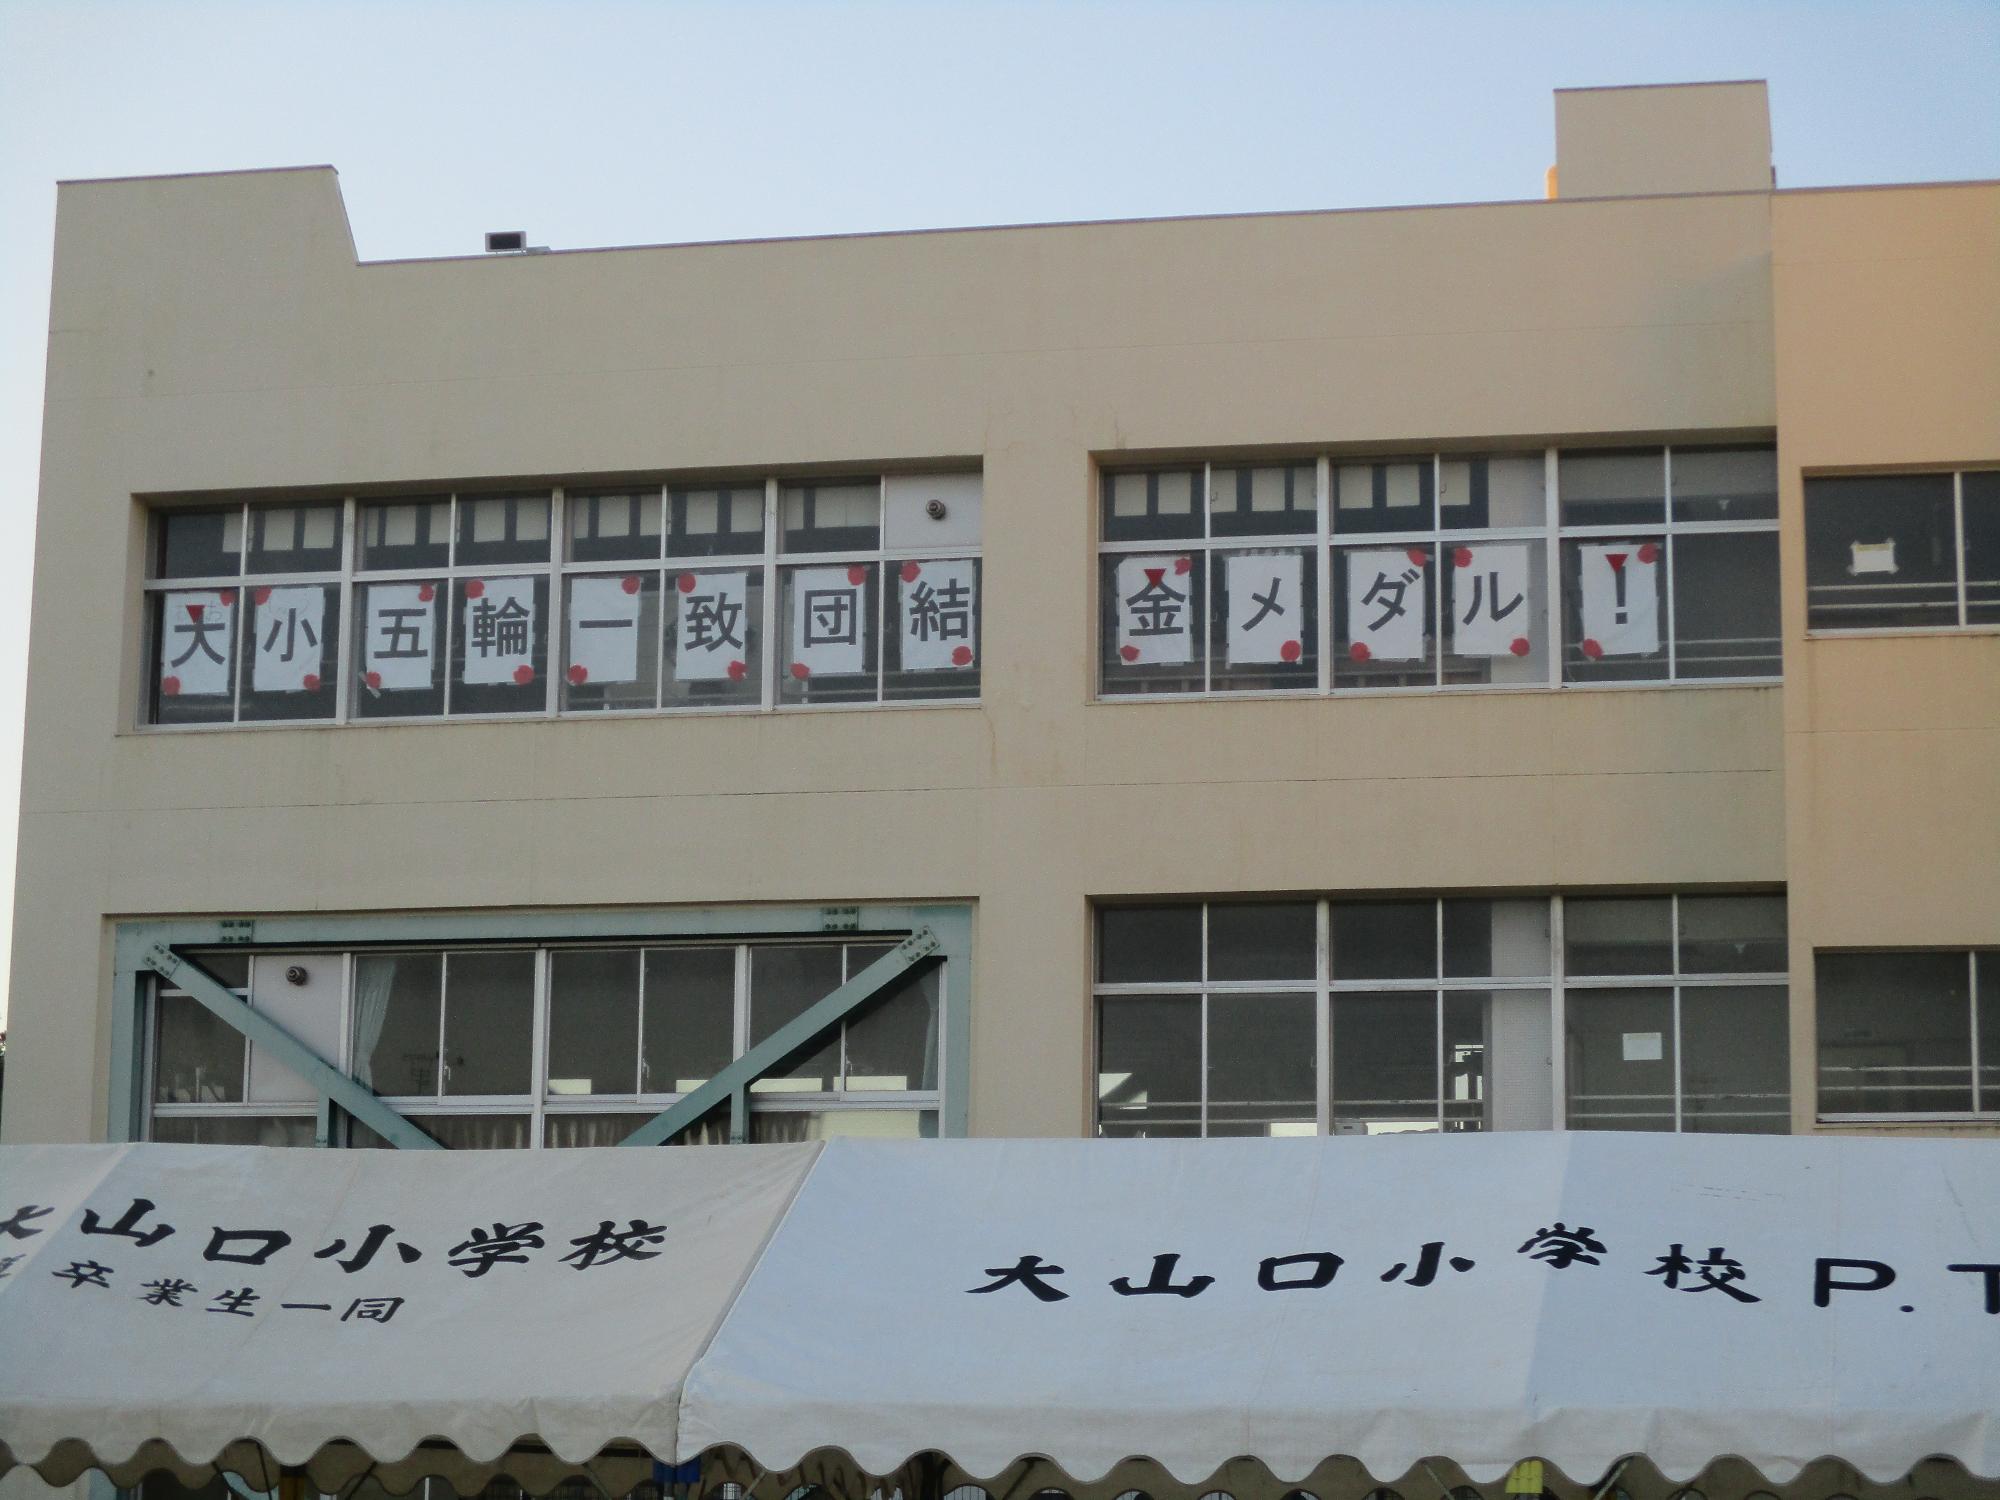 大小五輪一致団結 金メダル!
大山口小学校
卒業生一同
大山口小学校P.T